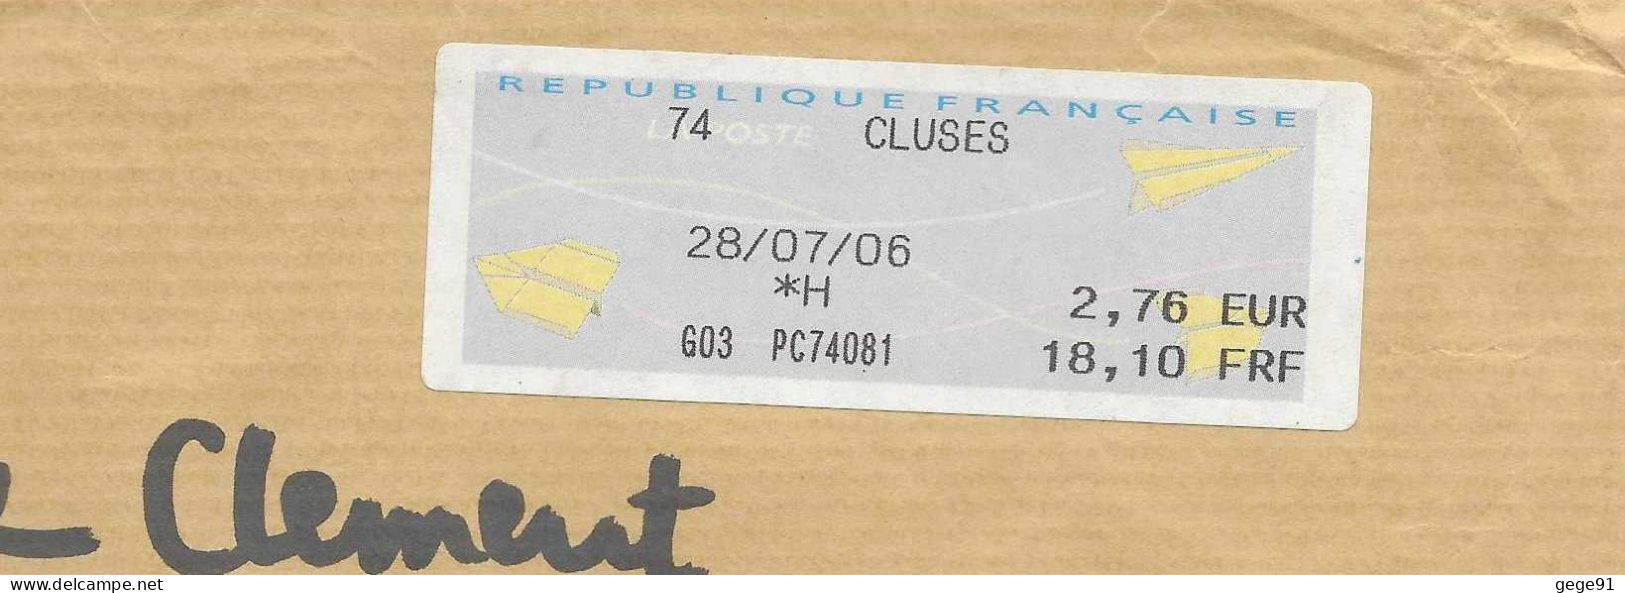 REPUBLIQUE FRANÇAISE
LA POSTE
74 CLUSES
28/07/06
*H
G03 PC74081
2,76 EUR
18,10 FRF
Clement
www.delcampe.net
gege91